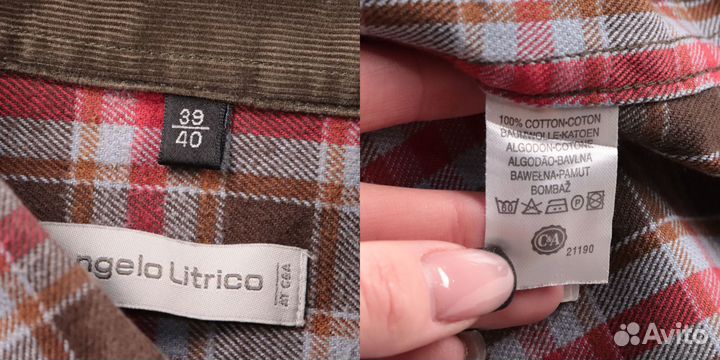 39
40
ngelo Litrico
AT C&A
100% COTTON-COTON
BAUMWOLLE-KATOEN
ALGODON-COTONE
ALGODÃO-BAVLNA
BAWEŁNA-PAMUT
BOMBAŽ
60
P
C&A
21190
Avito